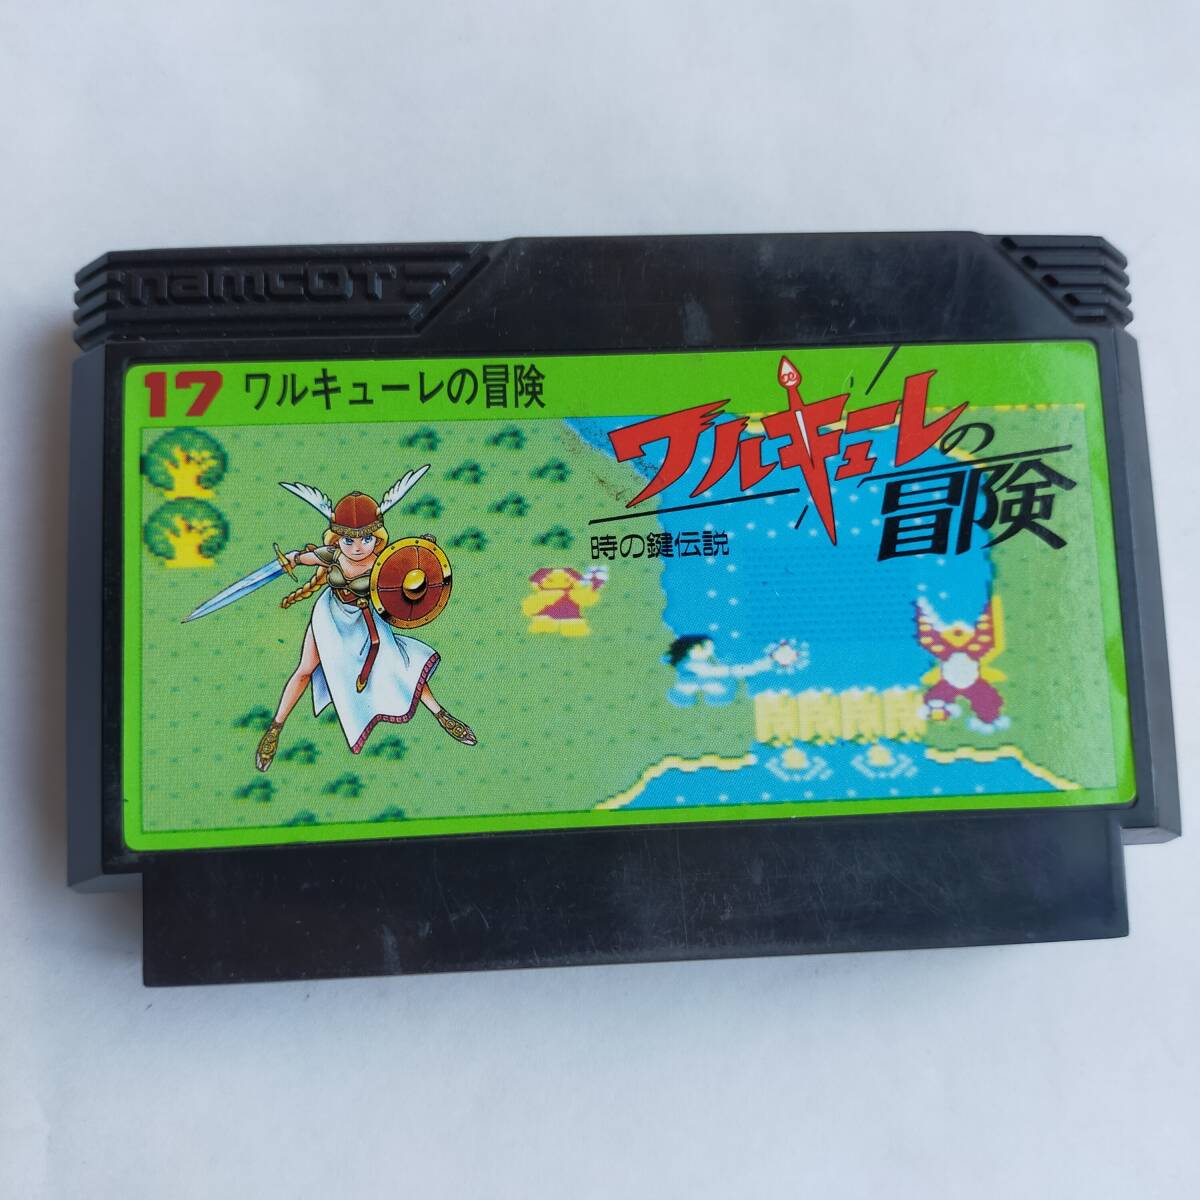 namcot
17 ワルキューレの冒険
ワルキューレの
冒険
時の鍵伝説